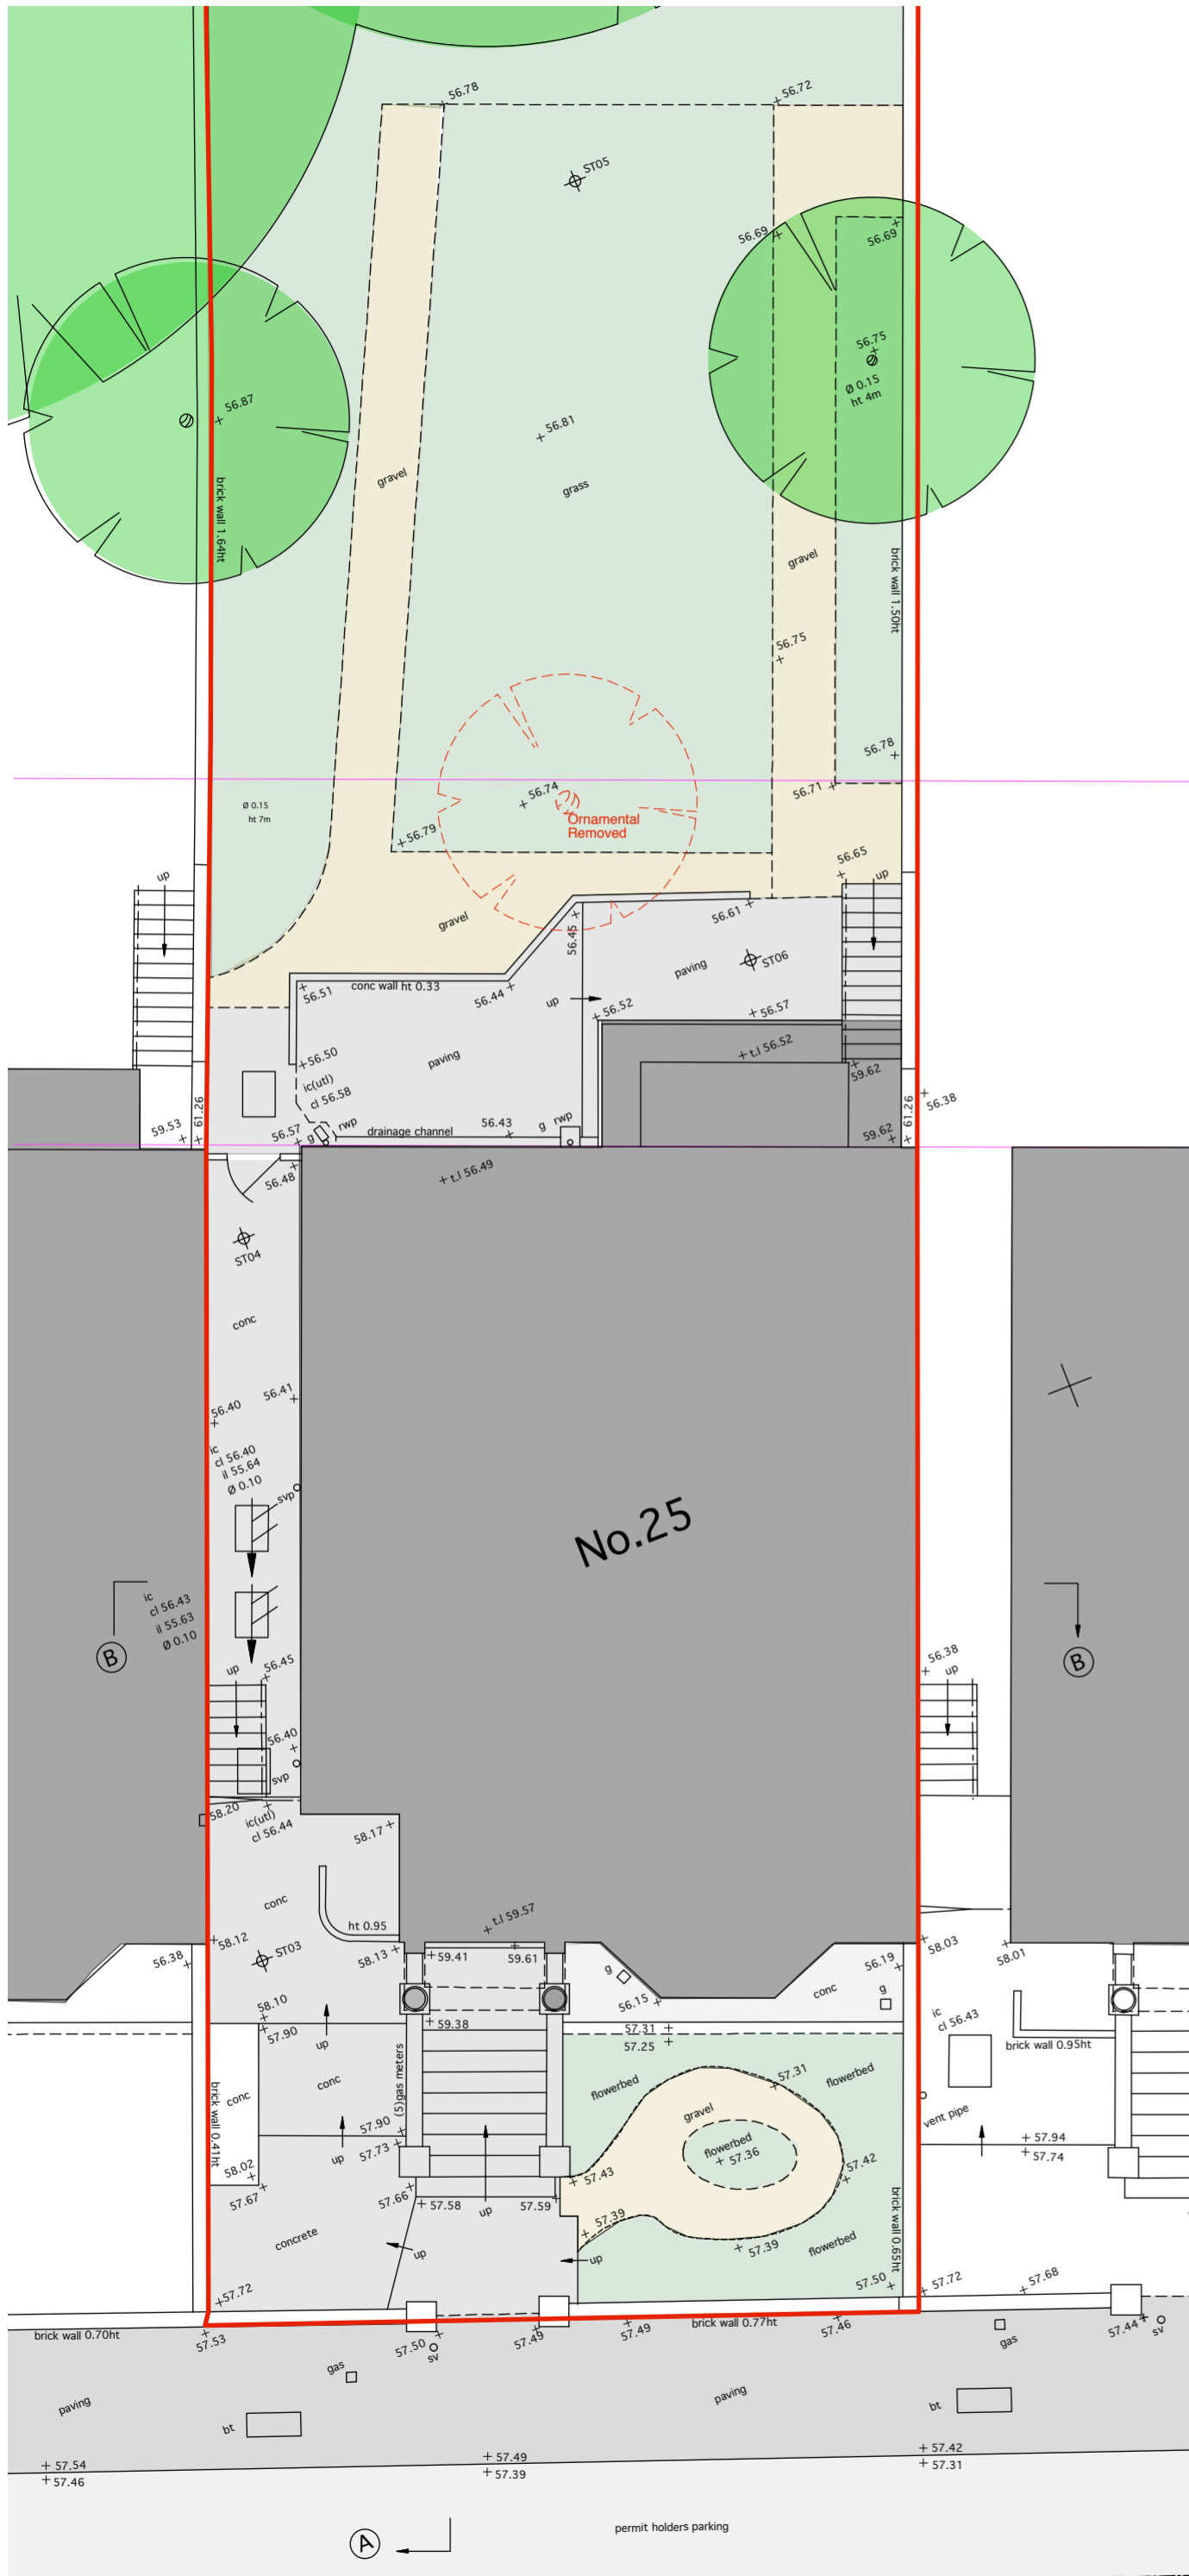 56.78
56.72
ST05
56.69
56.69
56.75
Ø 0.15
ht 4m
56.87
56.81
gravel
grass
brick wall 1.64ht
gravel
brick wall 1.50ht
56.75
56.78
56.71
56.74
Ø 0.15
ht 7m
Ornamental
Removed
56.79
56.65
up
up
gravel
56.61
56.45
paving
ST06
conc wall ht 0.33
56.51
56.44
up
56.52
56.57
56.50
paving
t.l 56.52
59.62
ic(utl)
cl 56.58
61.26
61.26
56.38
59.53
56.57
g
rwp
drainage channel
56.43
g
rwp
59.62
56.48
t.l 56.49
ST04
conc
56.41
56.40
ic
cl 56.40
il 55.64
Ø 0.10
svp
No.25
ic
cl 56.43
il 55.63
Ø 0.10
B
B
up
56.45
56.38
up
56.40
svp
58.20
ic(utl)
cl 56.44
58.17
conc
ht 0.95
t.l 59.57
58.12
ST03
58.13
59.41
59.61
g
56.38
56.19
58.03
58.01
conc
g
56.15
58.10
57.90
up
59.38
57.31
57.25
ic
cl 56.43
brick wall 0.95ht
conc
conc
(5)gas meters
brick wall 0.41ht
flowerbed
57.31
flowerbed
gravel
flowerbed
57.36
vent pipe
57.90
57.73
up
57.94
57.74
58.02
57.67
57.66
57.58
57.59
57.43
57.42
up
57.39
concrete
up
up
57.39
flowerbed
brick wall 0.65ht
57.50
57.72
57.72
57.68
brick wall 0.70ht
57.53
57.50
sv
57.49
57.49
brick wall 0.77ht
57.46
gas
57.44
sv
gas
paving
bt
paving
bt
57.54
57.46
57.49
57.39
57.42
57.31
A
permit holders parking